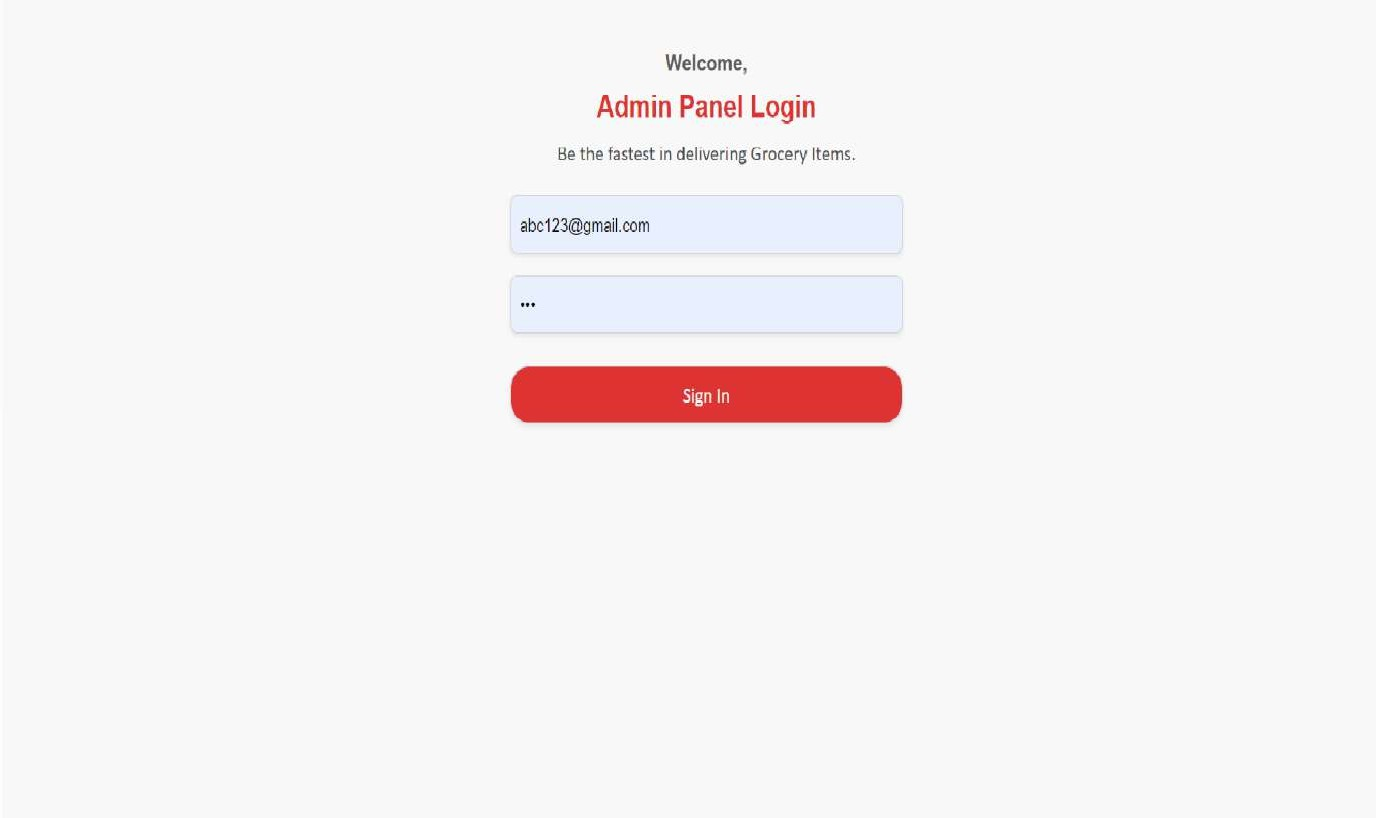 Welcome,
Admin Panel Login
Be the fastest in delivering Grocery Items.
abc123@gmail.com
•••
Sign In